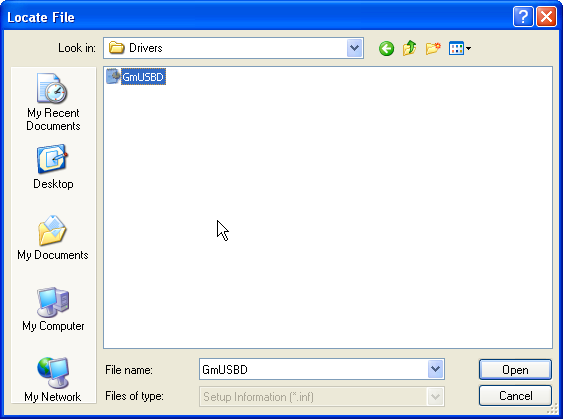 Locate File
Look in:
Drivers
GmUSBD
My Recent
Documents
Desktop
My Documents
My Computer
My Network
File name:
GmUSBD
Open
Files of type:
Setup Information (*.inf)
Cancel